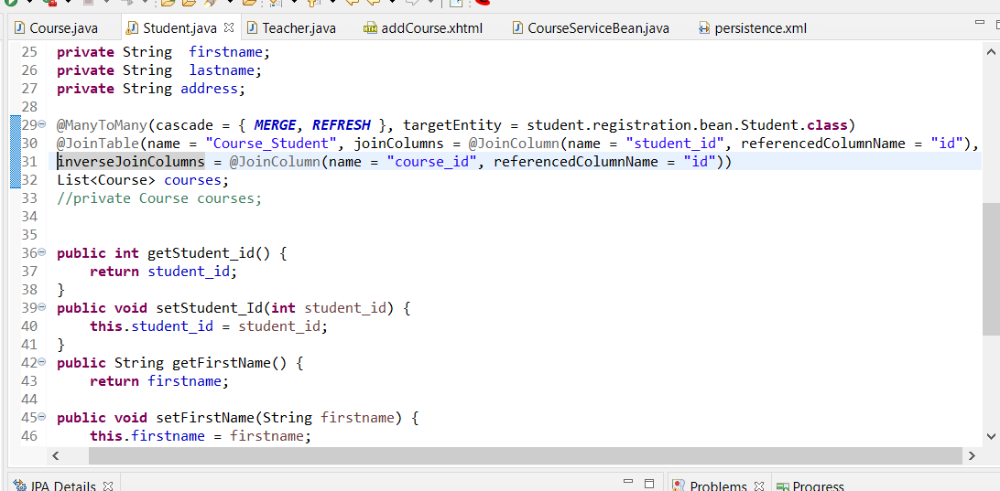 Course.java Student.java Teacher.java addCourse.xhtml CourseServiceBean.java persistence.xml
25 private String  firstname;
26 private String  lastname;
27 private String address;
28
29 @ManyToMany(cascade = { MERGE, REFRESH }, targetEntity = student.registration.bean.Student.class)
30 @JoinTable(name = "Course_Student", joinColumns = @JoinColumn(name = "student_id", referencedColumnName = "id"),
31 inverseJoinColumns = @JoinColumn(name = "course_id", referencedColumnName = "id"))
32 List<Course> courses;
33 //private Course courses;
34
35
36 public int getStudent_id() {
37     return student_id;
38 }
39 public void setStudent_Id(int student_id) {
40     this.student_id = student_id;
41 }
42 public String getFirstName() {
43     return firstname;
44
45 public void setFirstName(String firstname) {
46     this.firstname = firstname;
JPA Details Problems Progress